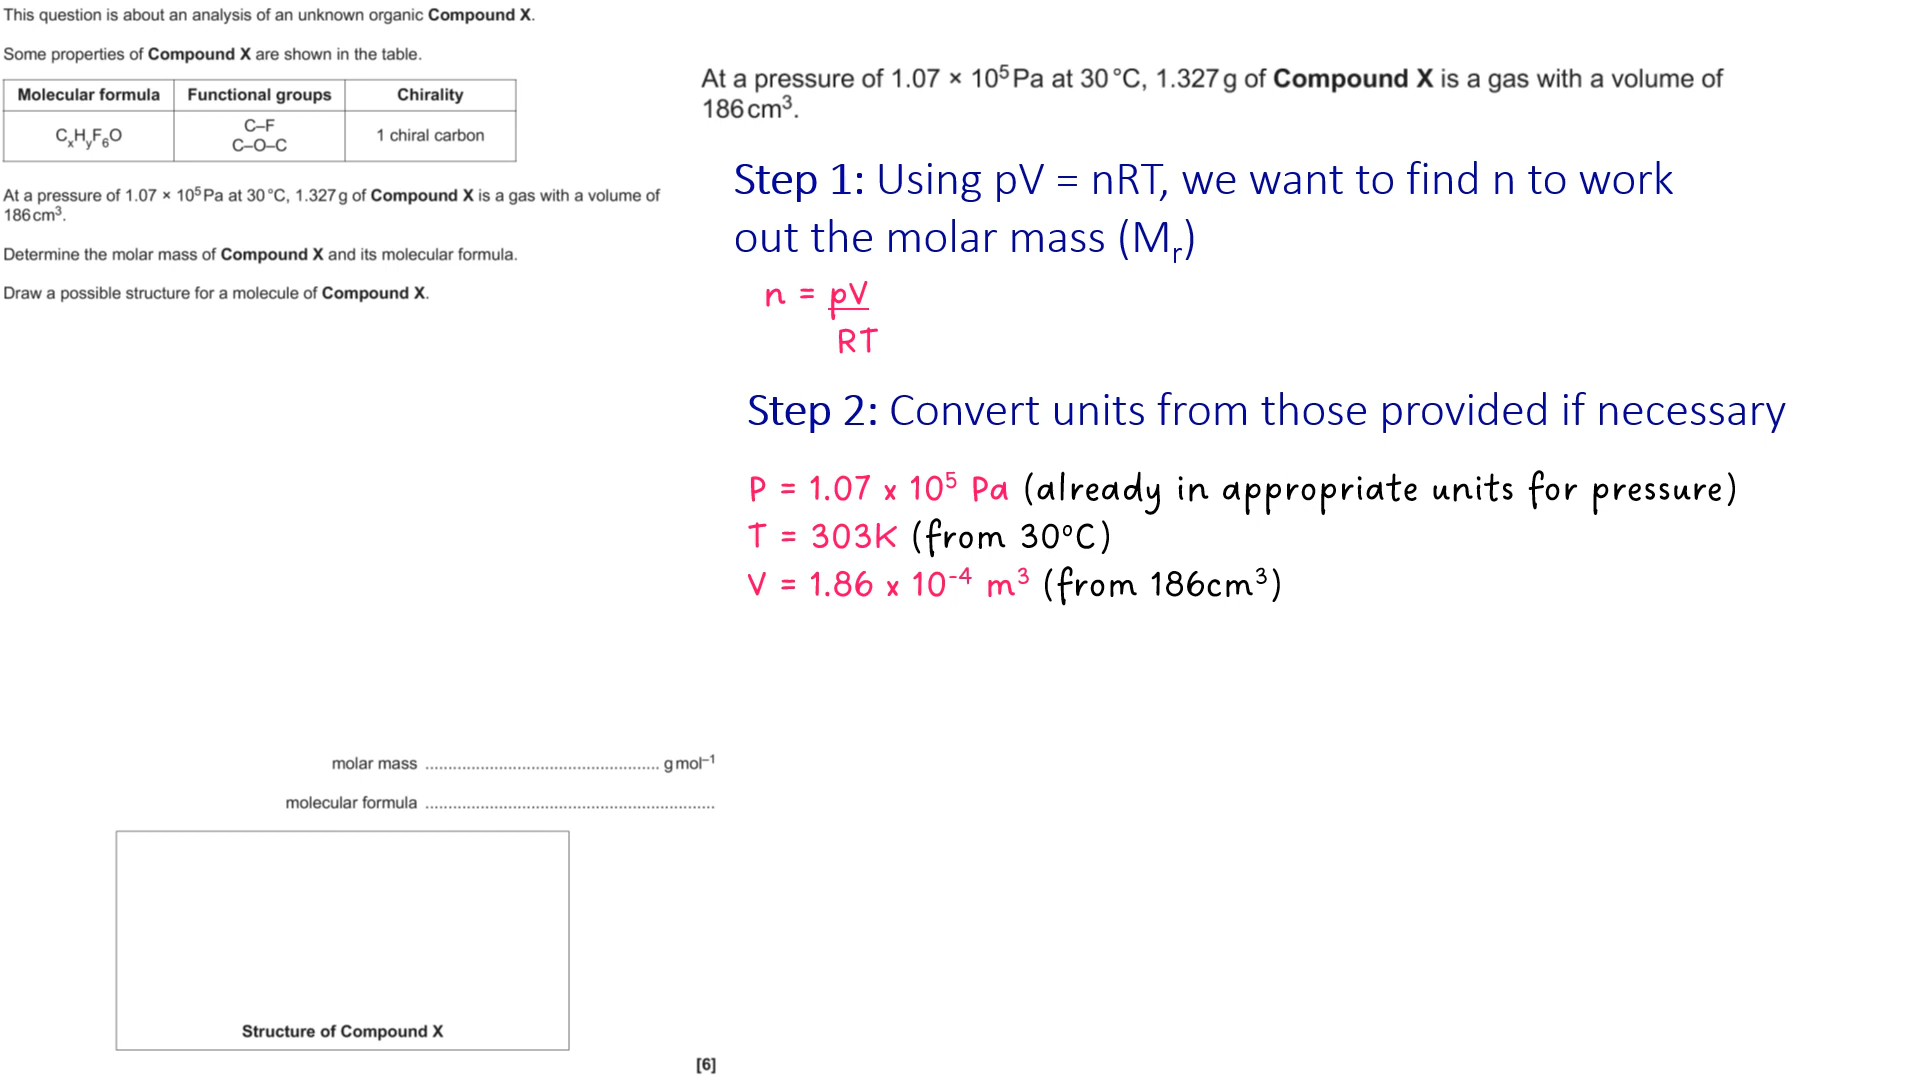 This question is about an analysis of an unknown organic Compound X.
Some properties of Compound X are shown in the table.
Molecular formula Functional groups Chirality
CxHyF6O C–F C–O–C 1 chiral carbon
At a pressure of 1.07 × 10⁵ Pa at 30 °C, 1.327 g of Compound X is a gas with a volume of
186 cm³.
Determine the molar mass of Compound X and its molecular formula.
Draw a possible structure for a molecule of Compound X.
molar mass .................................................. g mol⁻¹
molecular formula ..............................................................
Structure of Compound X
[6]
At a pressure of 1.07 × 10⁵ Pa at 30 °C, 1.327 g of Compound X is a gas with a volume of
186 cm³.
Step 1: Using pV = nRT, we want to find n to work
out the molar mass (Mᵣ)
n = pV
RT
Step 2: Convert units from those provided if necessary
P = 1.07 x 10⁵ Pa (already in appropriate units for pressure)
T = 303K (from 30°C)
V = 1.86 x 10⁻⁴ m³ (from 186cm³)